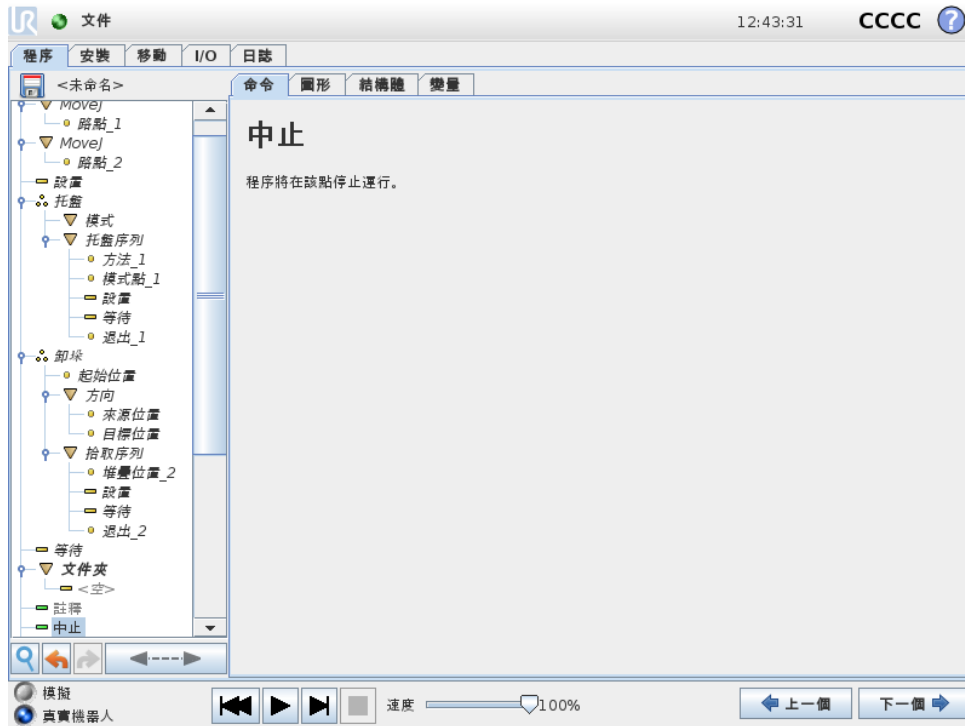 UR 文件 12:43:31 CCCC ?
程序 安裝 移動 I/O 日誌
<未命名>
命令 圖形 結構體 變量
MoveJ
路點_1
MoveJ
路點_2
設置
托盤
模式
托盤序列
方法_1
模式點_1
設置
等待
退出_1
卸垛
起始位置
方向
來源位置
目標位置
拾取序列
堆疊位置_2
設置
等待
退出_2
等待
文件夾
<空>
註釋
中止
中止
程序將在該點停止運行。
模擬
真實機器人
速度 100%
上一個 下一個